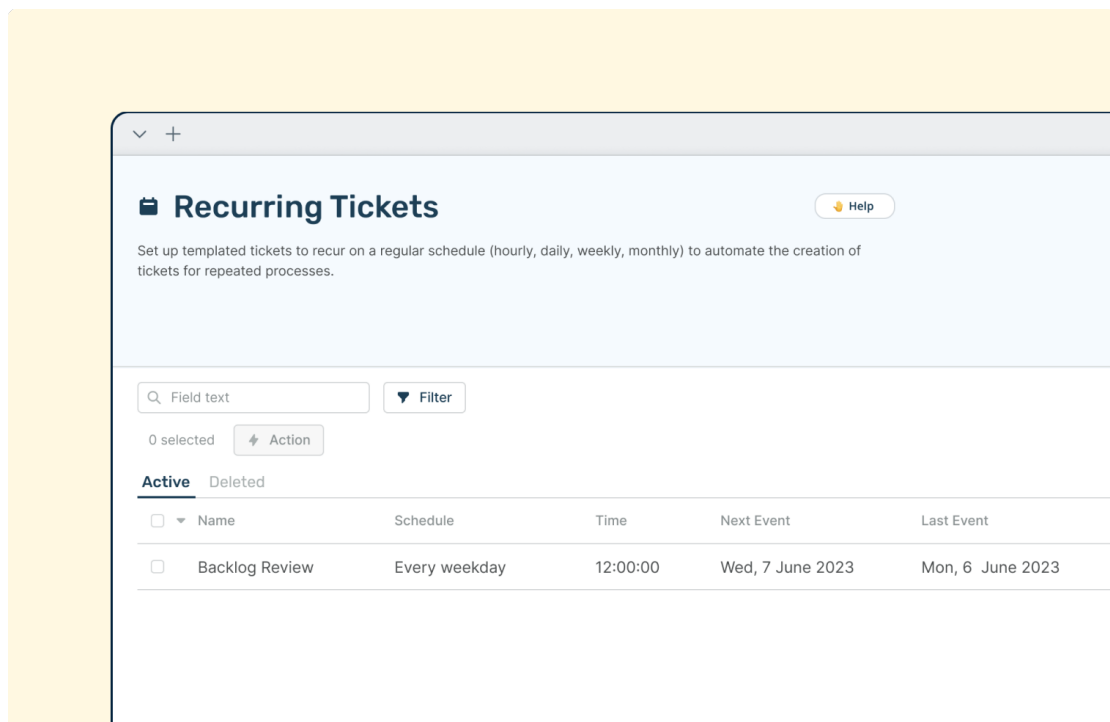 Recurring Tickets
Help
Set up templated tickets to recur on a regular schedule (hourly, daily, weekly, monthly) to automate the creation of
tickets for repeated processes.
Field text
Filter
0 selected
Action
Active Deleted
Name Schedule Time Next Event Last Event
Backlog Review Every weekday 12:00:00 Wed, 7 June 2023 Mon, 6  June 2023